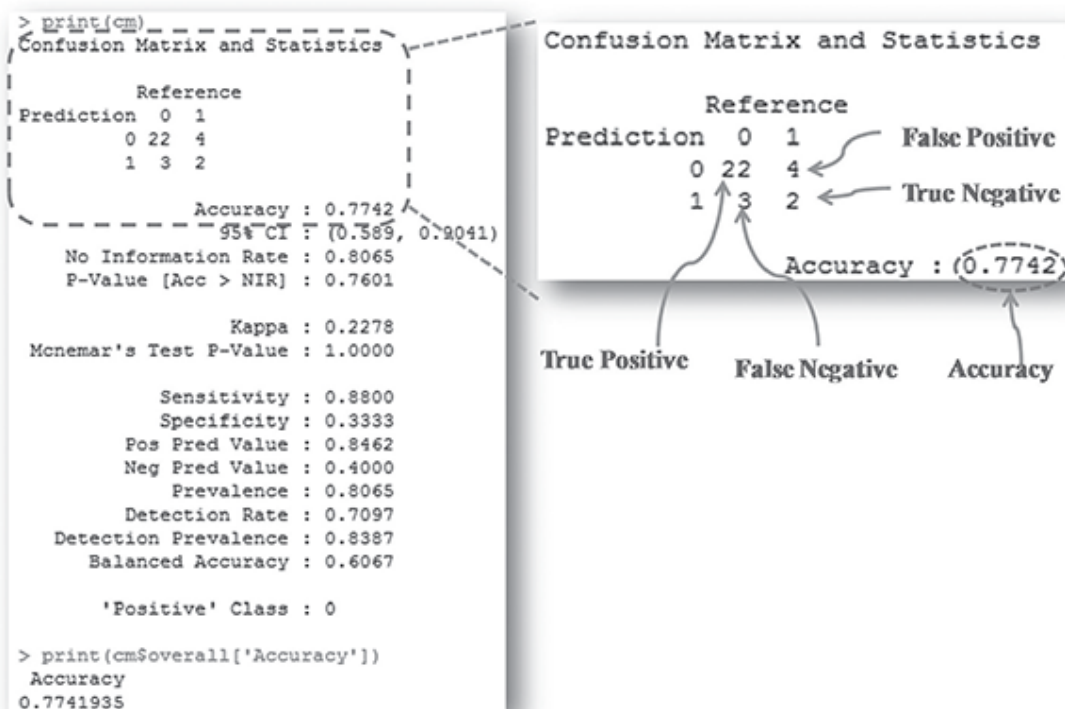 > print(cm)
Confusion Matrix and Statistics
Reference
Prediction 0 1
0 22 4
1 3 2
Accuracy : 0.7742
95% CI : (0.589, 0.9041)
No Information Rate : 0.8065
P-Value [Acc > NIR] : 0.7601
Kappa : 0.2278
Mcnemar's Test P-Value : 1.0000
Sensitivity : 0.8800
Specificity : 0.3333
Pos Pred Value : 0.8462
Neg Pred Value : 0.4000
Prevalence : 0.8065
Detection Rate : 0.7097
Detection Prevalence : 0.8387
Balanced Accuracy : 0.6067
'Positive' Class : 0
> print(cm$overall['Accuracy'])
Accuracy
0.7741935
Confusion Matrix and Statistics
Reference
Prediction 0 1
0 22 4
1 3 2
Accuracy : 0.7742
False Positive
True Negative
True Positive
False Negative
Accuracy